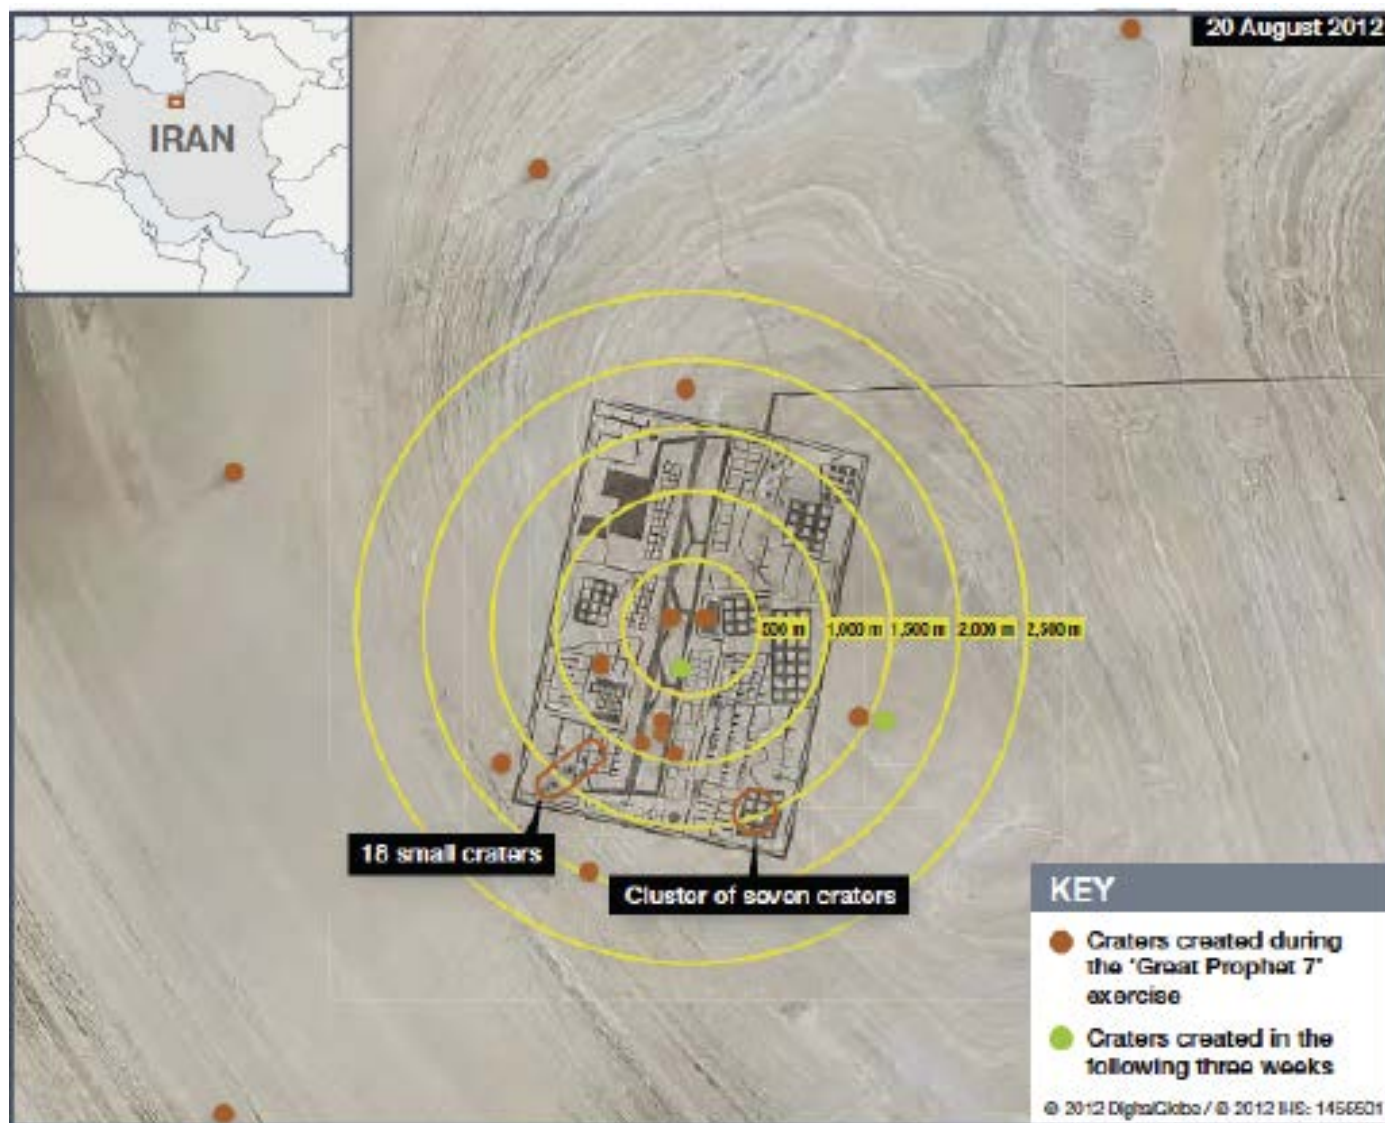 20 August 2012
IRAN
500 m
1,000 m
1,500 m
2,000 m
2,500 m
18 small craters
Cluster of seven craters
KEY
Craters created during
the 'Great Prophet 7'
exercise
Craters created in the
following three weeks
© 2012 DigitalGlobe / © 2012 IHS: